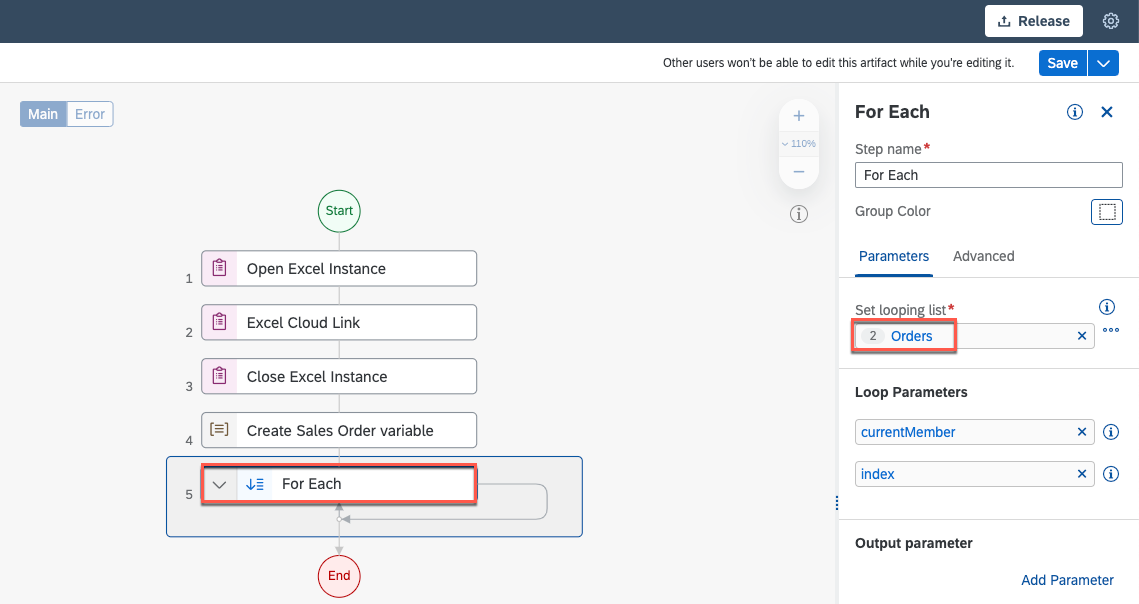 Release
Other users won't be able to edit this artifact while you're editing it.
Save
Main
Error
110%
Start
1
Open Excel Instance
2
Excel Cloud Link
3
Close Excel Instance
4
Create Sales Order variable
5
For Each
End
For Each
Step name*
For Each
Group Color
Parameters
Advanced
Set looping list*
2 Orders
Loop Parameters
currentMember
index
Output parameter
Add Parameter